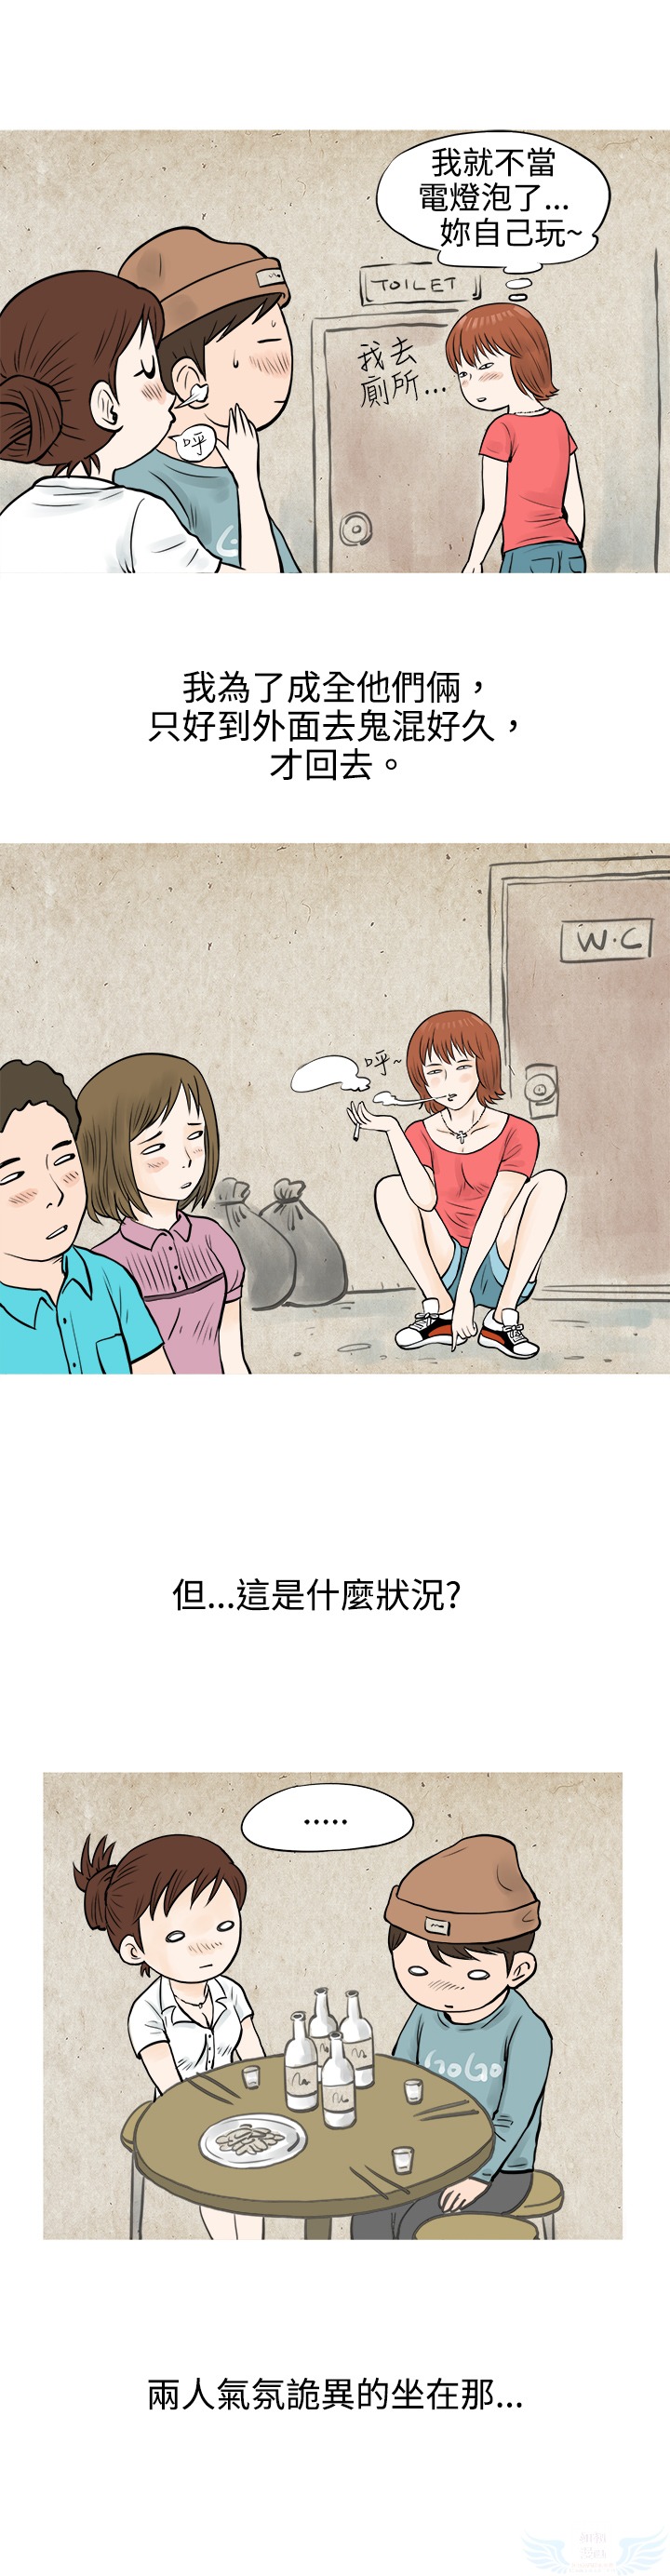 我就不當
電燈泡了...
妳自己玩~
TOILET
我去
廁所...
呼
我為了成全他們倆，
只好到外面去鬼混好久，
才回去。
W.C
呼~
但...這是什麼狀況?
.....
GoGo
兩人氣氛詭異的坐在那...